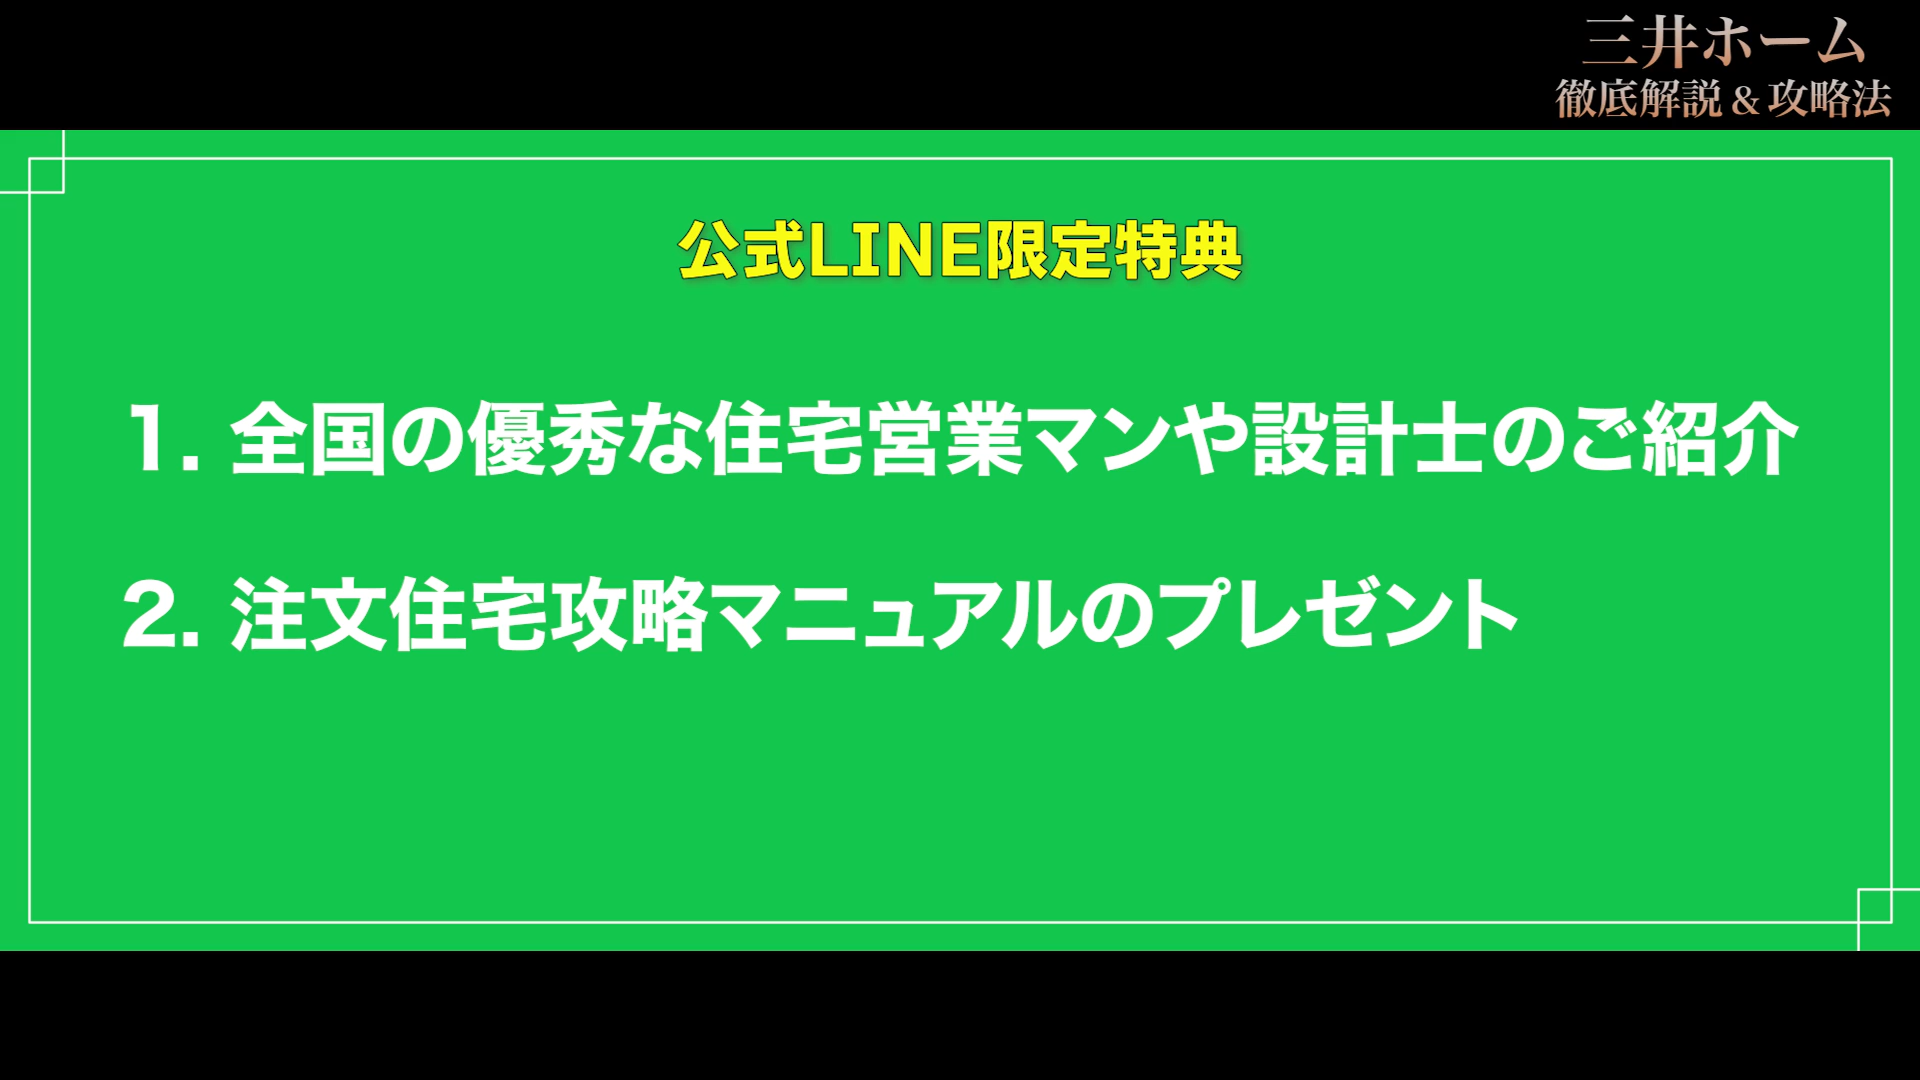 三井ホーム
徹底解説&攻略法
公式LINE限定特典
1. 全国の優秀な住宅営業マンや設計士のご紹介
2. 注文住宅攻略マニュアルのプレゼント